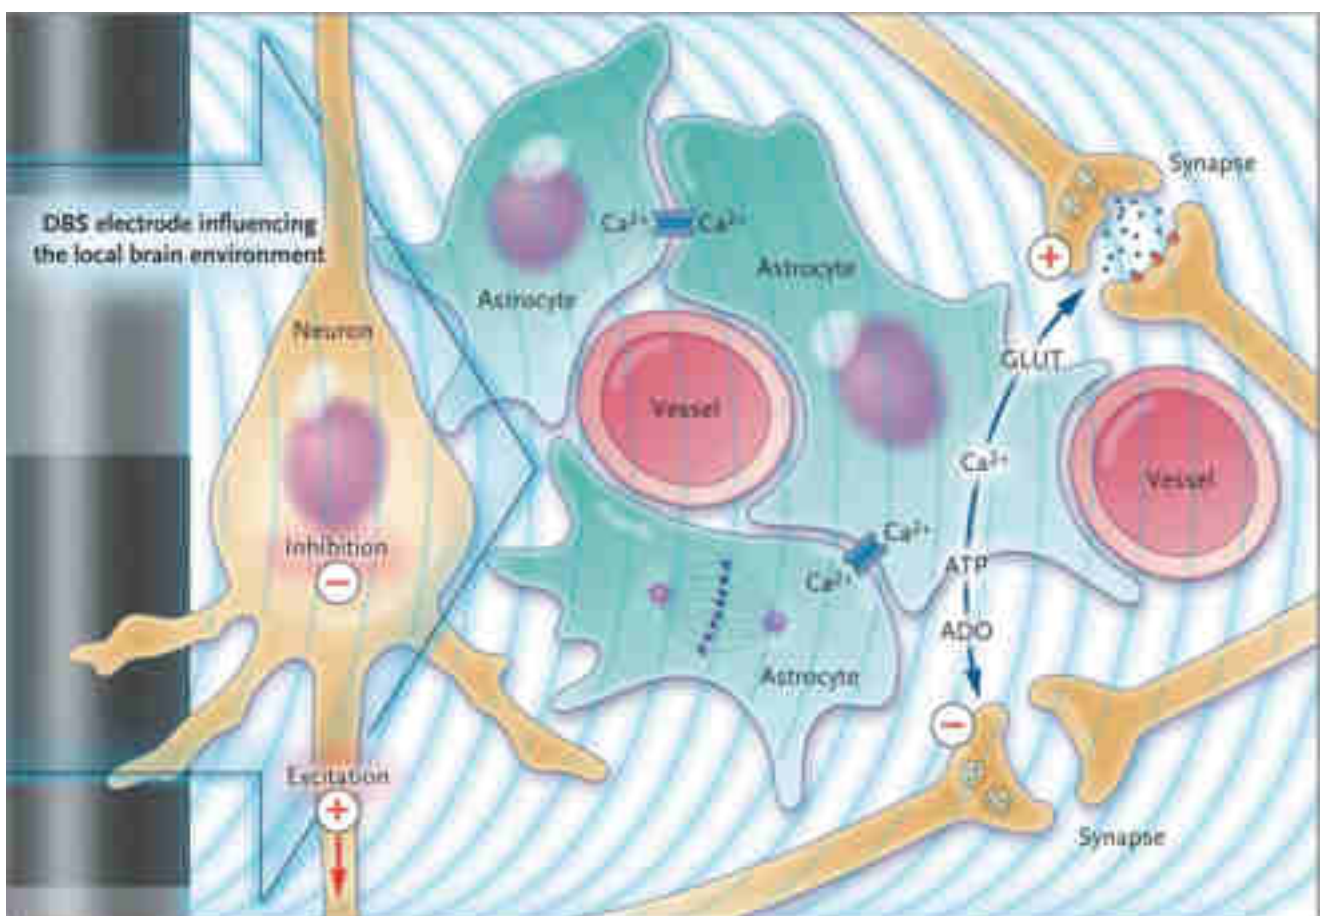 Synapse
DBS electrode influencing
the local brain environment
Ca²⁺ Ca²⁺
Astrocyte
Astrocyte
Neuron
GLUT
Vessel
Ca²⁺
Vessel
Inhibition
−
Ca²⁺
Ca²⁺
ATP
ADO
Astrocyte
−
Excitation
+
Synapse
+